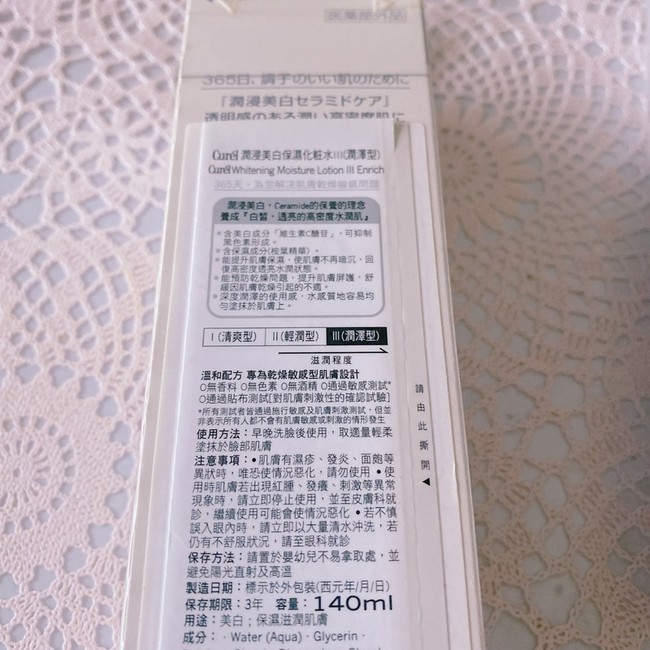 医薬部外品
365日、調子のいい肌のために
「潤浸美白セラミドケア」
透明感のある潤い高密度肌に
Curél 潤浸美白保濕化粧水III(潤澤型)
Curél Whitening Moisture Lotion III Enrich
365天，為您解決肌膚乾燥敏感問題
潤浸美白，Ceramide的保養的理念
養成『白皙，透亮的高密度水潤肌』
*含美白成分「維生素C醣苷」，可抑制
黑色素形成。
*含保濕成分(桉葉精華)。
*能提升肌膚保濕，使肌膚不再暗沉，回
復高密度透亮水潤狀態。
*能預防乾燥問題，提升肌膚屏護，舒
緩因肌膚乾燥引起的不適。
*深度潤澤的使用感，水感質地容易均
勻塗抹於肌膚上。
I (清爽型) II (輕潤型) III(潤澤型)
滋潤程度
溫和配方 專為乾燥敏感型肌膚設計
○無香料 ○無色素 ○無酒精 ○通過敏感測試*
○通過貼布測試[對肌膚刺激性的確認試驗]
*所有測試者皆通過施行敏感及肌膚刺激測試，但並
非表示所有人都不會有肌膚敏感或刺激的情形發生
使用方法：早晚洗臉後使用，取適量輕柔
塗抹於臉部肌膚
注意事項：•肌膚有濕疹、發炎、面皰等
異狀時，唯恐使情況惡化，請勿使用 •使
用時肌膚若出現紅腫、發癢、刺激等異常
現象時，請立即停止使用，並至皮膚科就
診，繼續使用可能會使情況惡化 •若不慎
誤入眼內時，請立即以大量清水沖洗，若
仍有不舒服狀況，請至眼科就診
保存方法：請置於嬰幼兒不易拿取處，並
避免陽光直射及高溫
製造日期：標示於外包裝(西元年/月/日)
保存期限：3年 容量：140ml
用途：美白；保濕滋潤肌膚
成分： · Water (Aqua) · Glycerin ·
請由此撕開◀